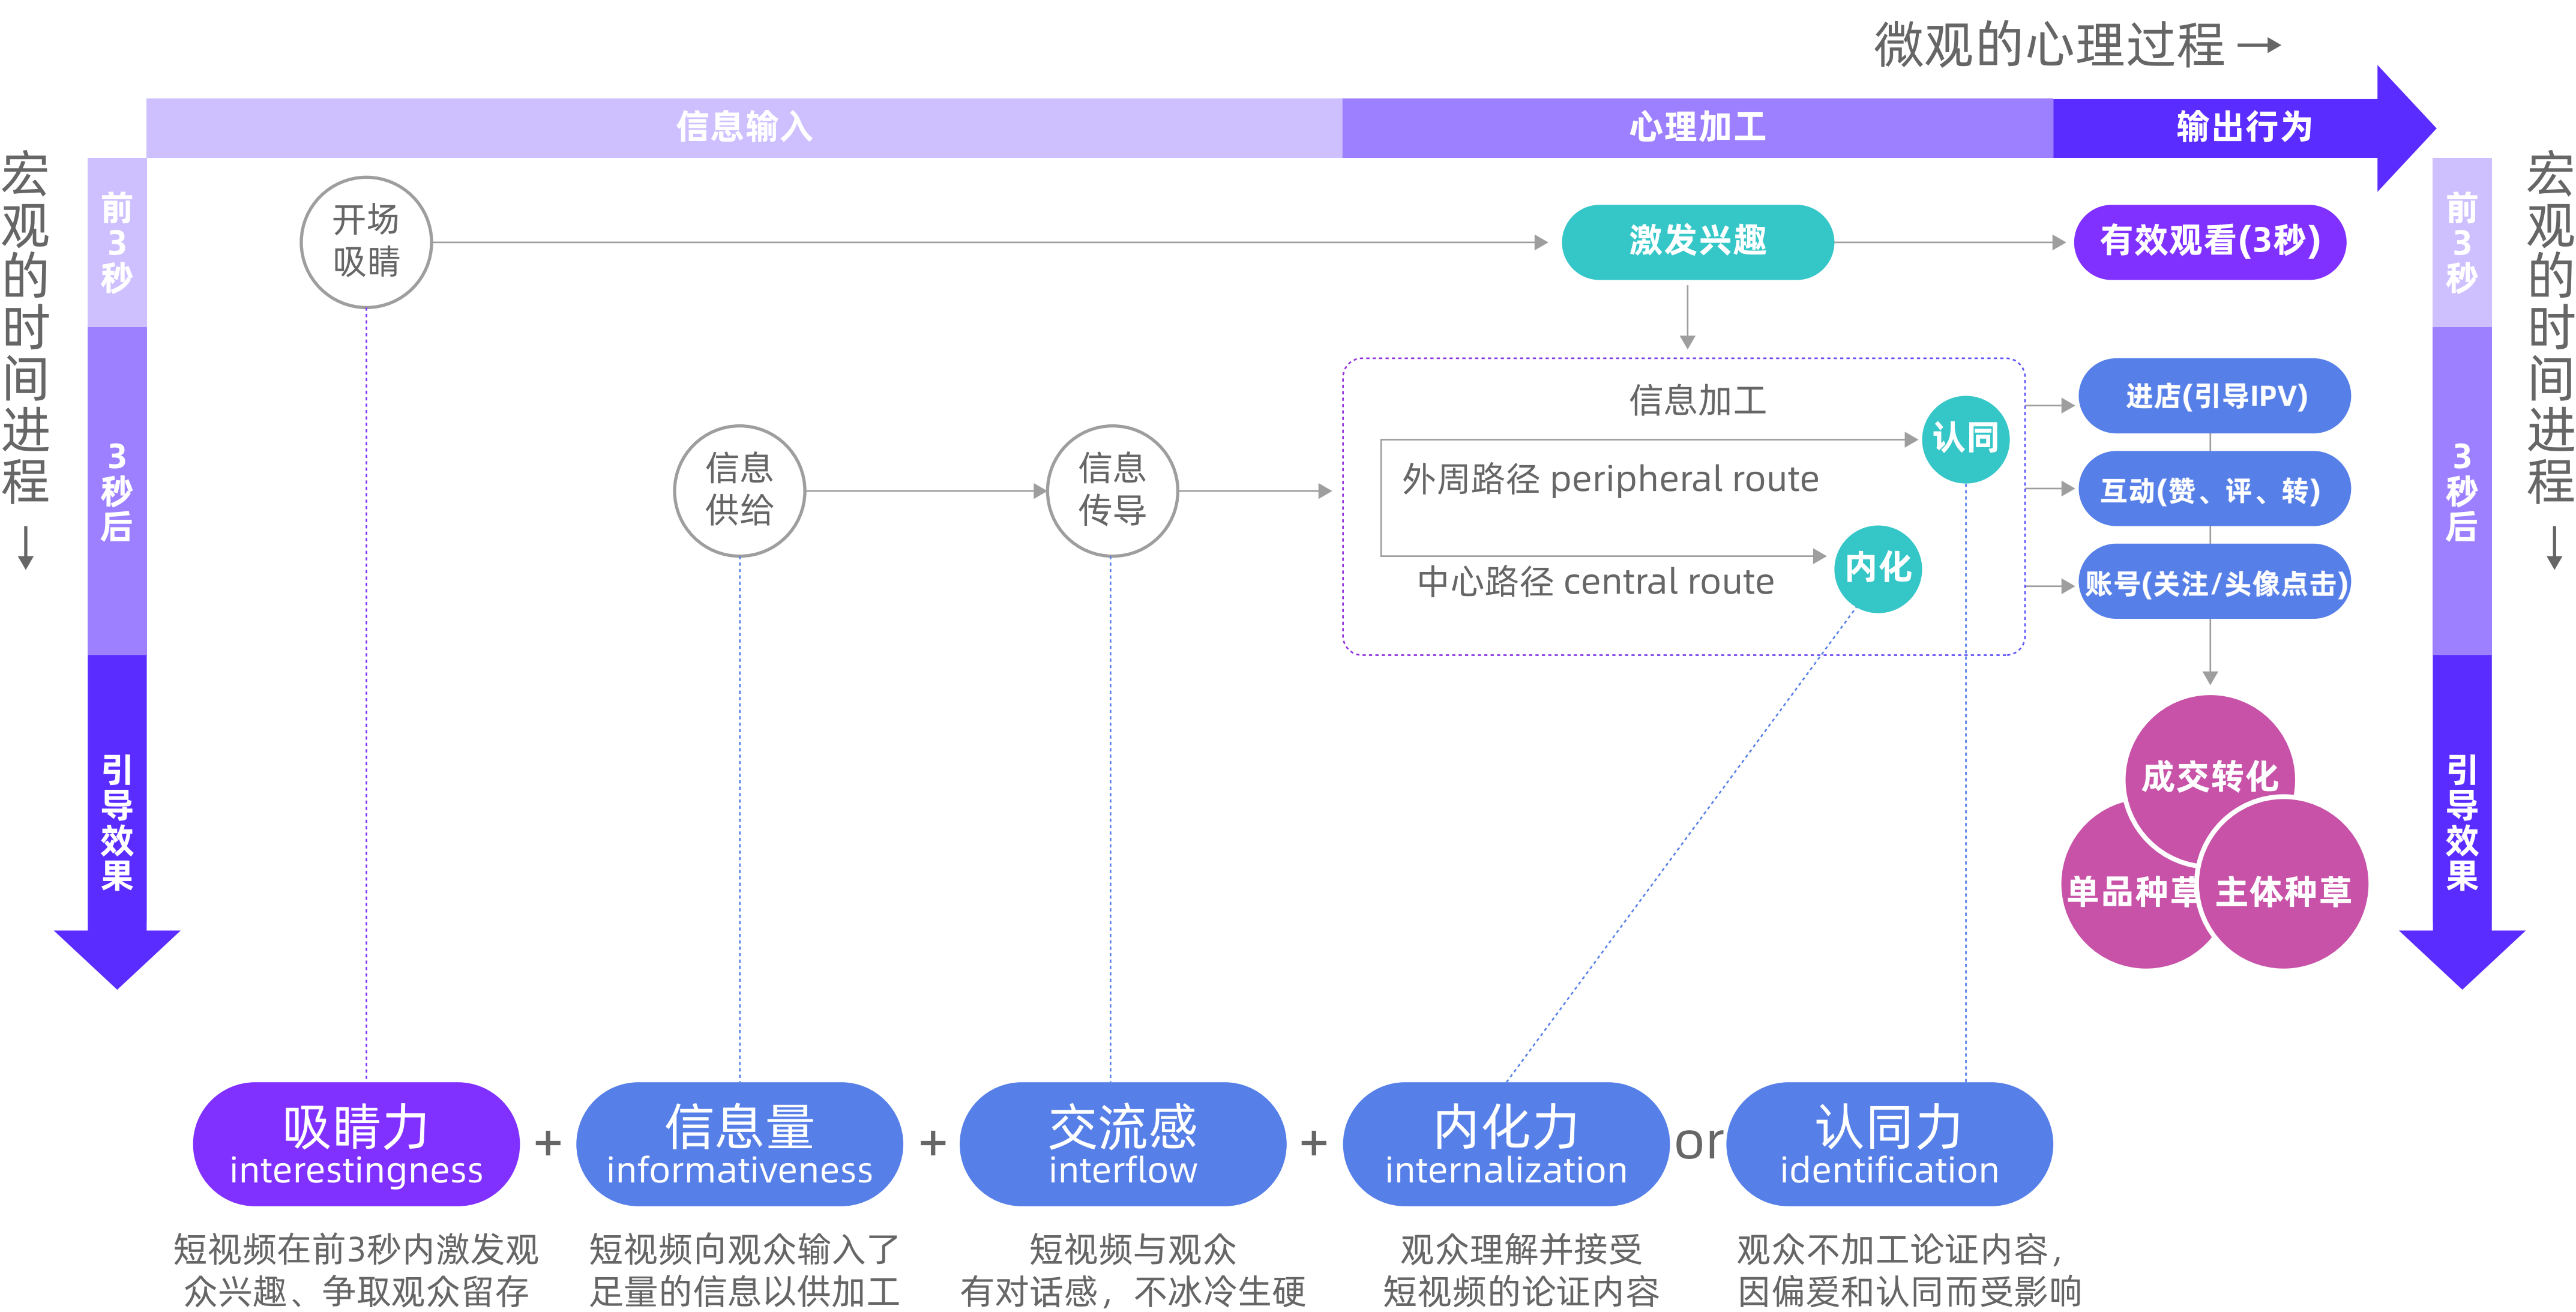 微观的心理过程
信息输入
心理加工
输出行为
宏观的时间进程
前3秒
3秒后
引导效果
宏观的时间进程
前3秒
3秒后
引导效果
开场
吸睛
激发兴趣
有效观看(3秒)
信息
供给
信息
传导
信息加工
认同
外周路径 peripheral route
内化
中心路径 central route
进店(引导IPV)
互动(赞、评、转)
账号(关注/头像点击)
成交转化
单品种草
主体种草
吸睛力
interestingness
+
信息量
informativeness
+
交流感
interflow
+
内化力
internalization
or
认同力
identification
短视频在前3秒内激发观
众兴趣、争取观众留存
短视频向观众输入了
足量的信息以供加工
短视频与观众
有对话感，不冰冷生硬
观众理解并接受
短视频的论证内容
观众不加工论证内容，
因偏爱和认同而受影响